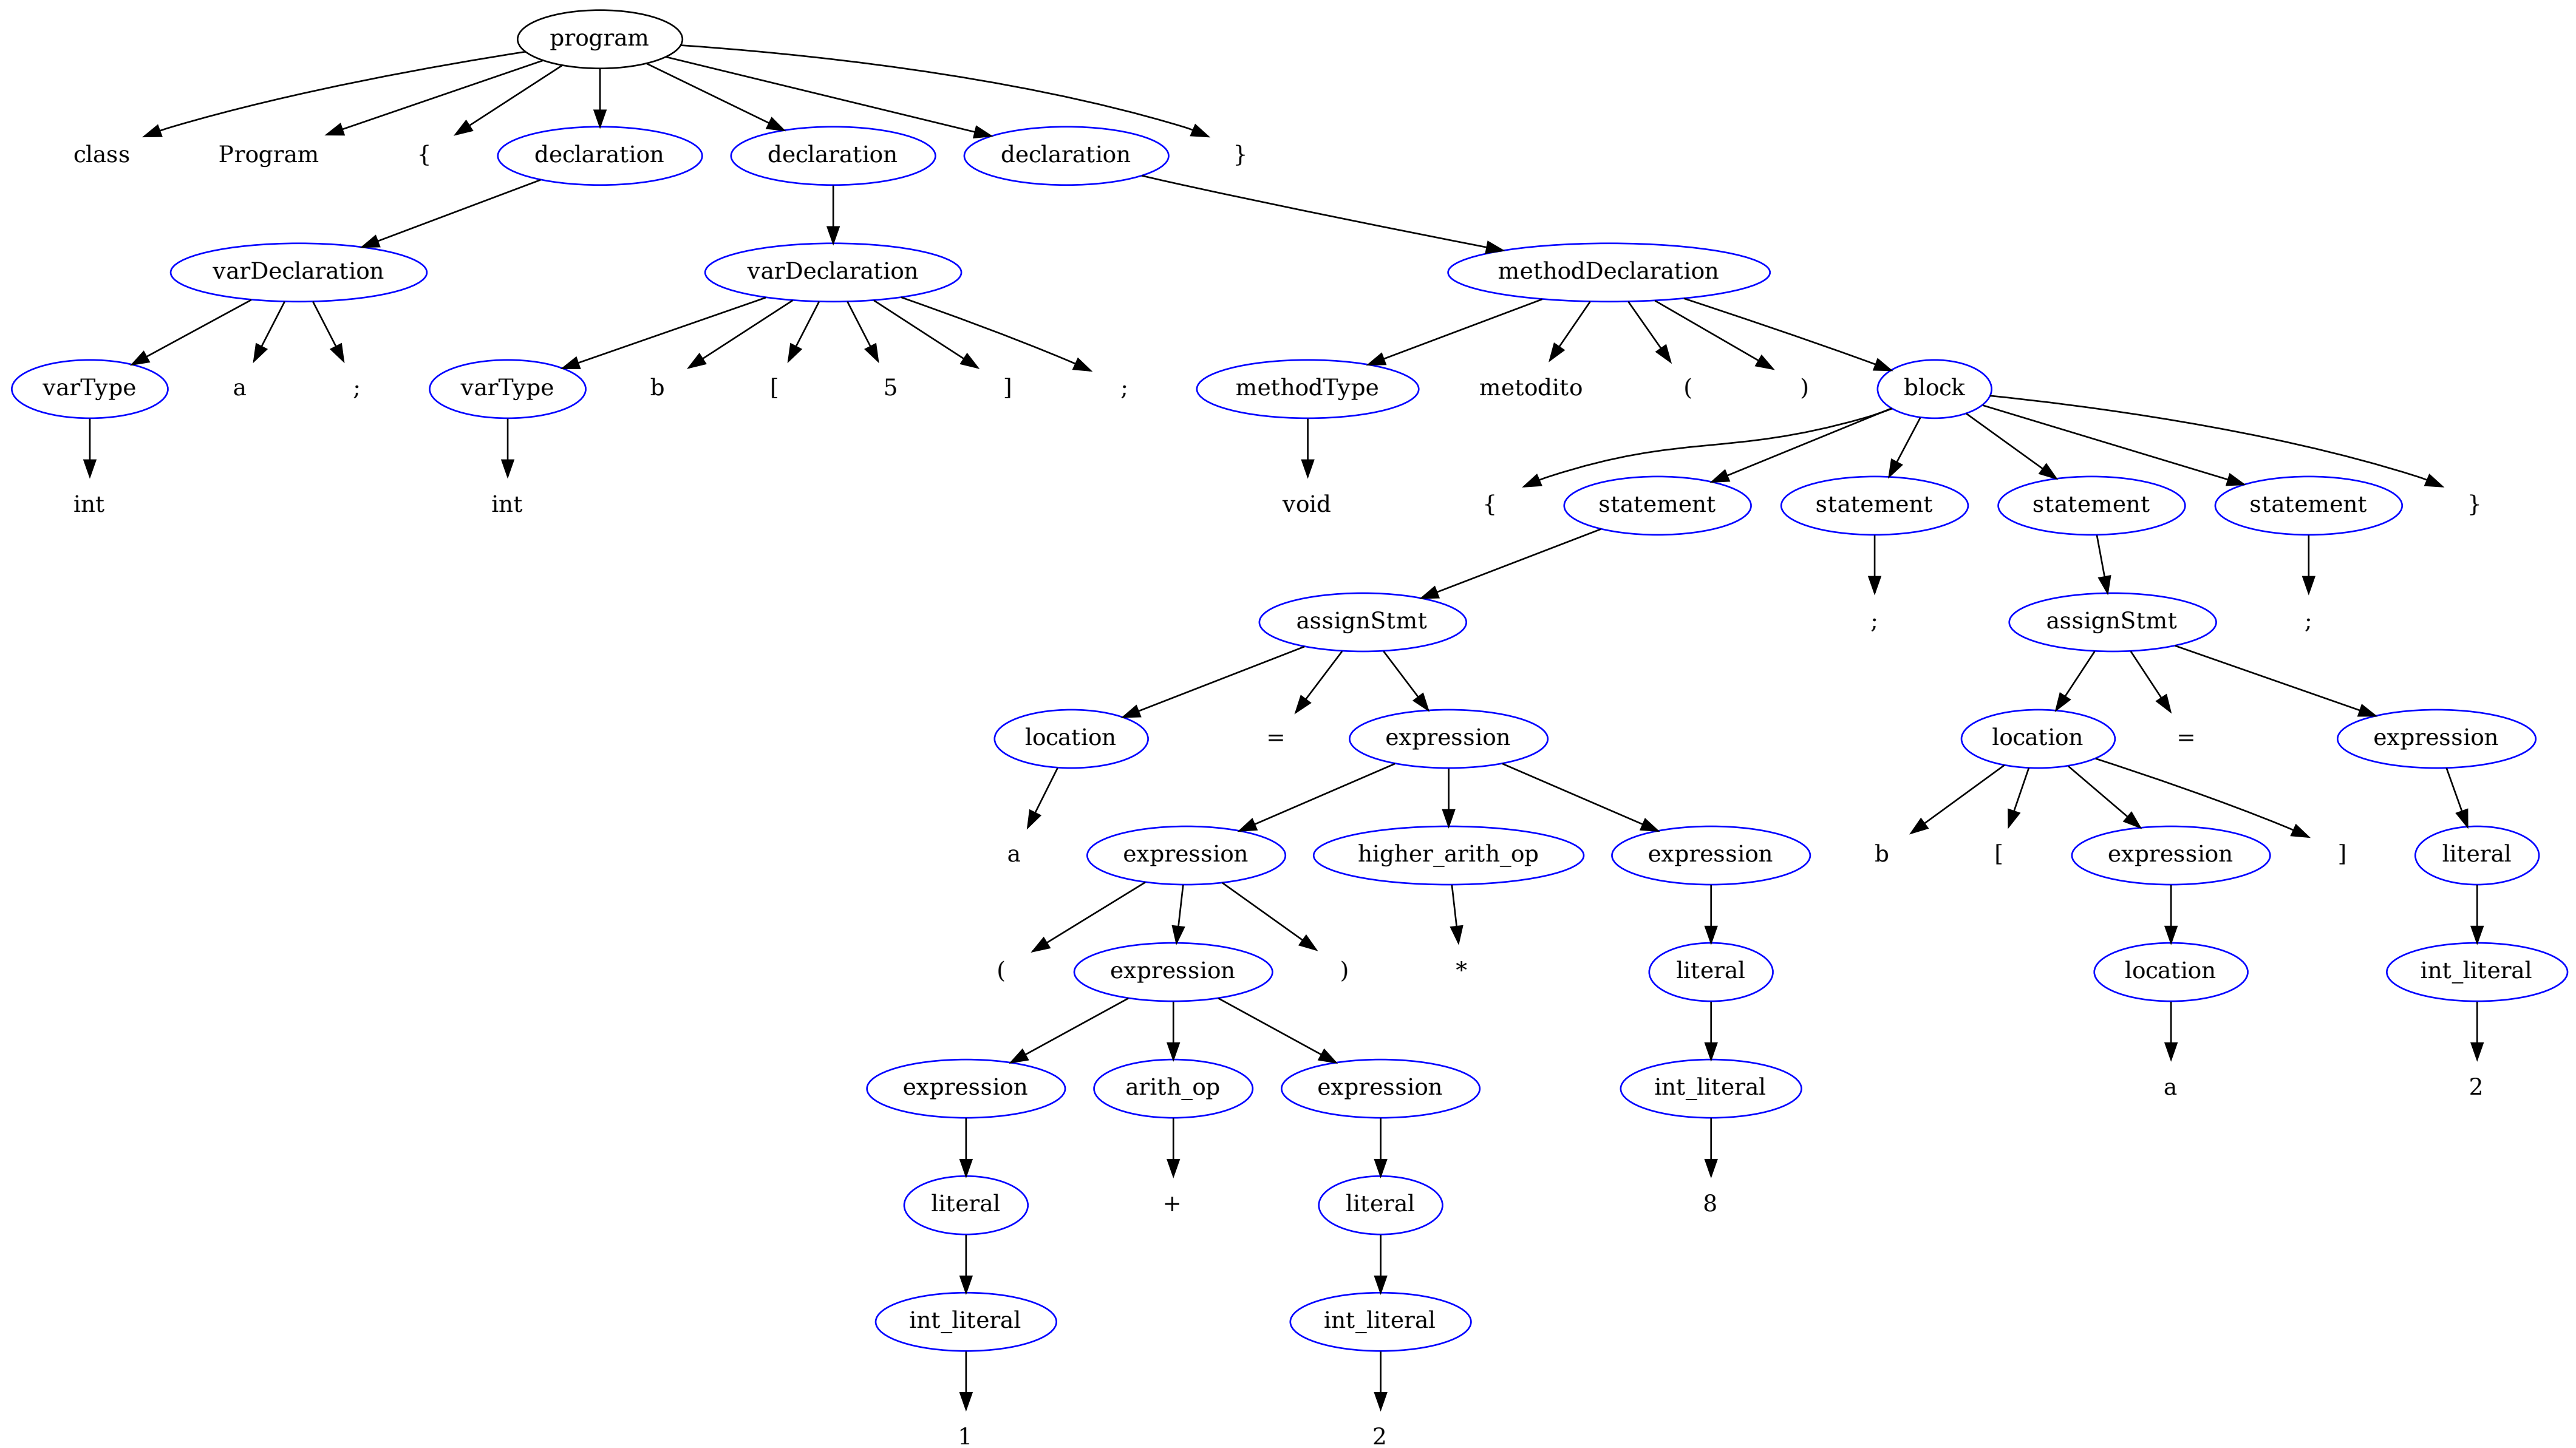 program
class Program { declaration declaration declaration }
varDeclaration varDeclaration methodDeclaration
varType a ; varType b [ 5 ] ; methodType metodito ( ) block
int int void { statement statement statement statement }
assignStmt ; assignStmt ;
location = expression location = expression
a expression higher_arith_op expression b [ expression ] literal
( expression ) * literal location int_literal
expression arith_op expression int_literal a 2
literal + literal 8
int_literal int_literal
1 2